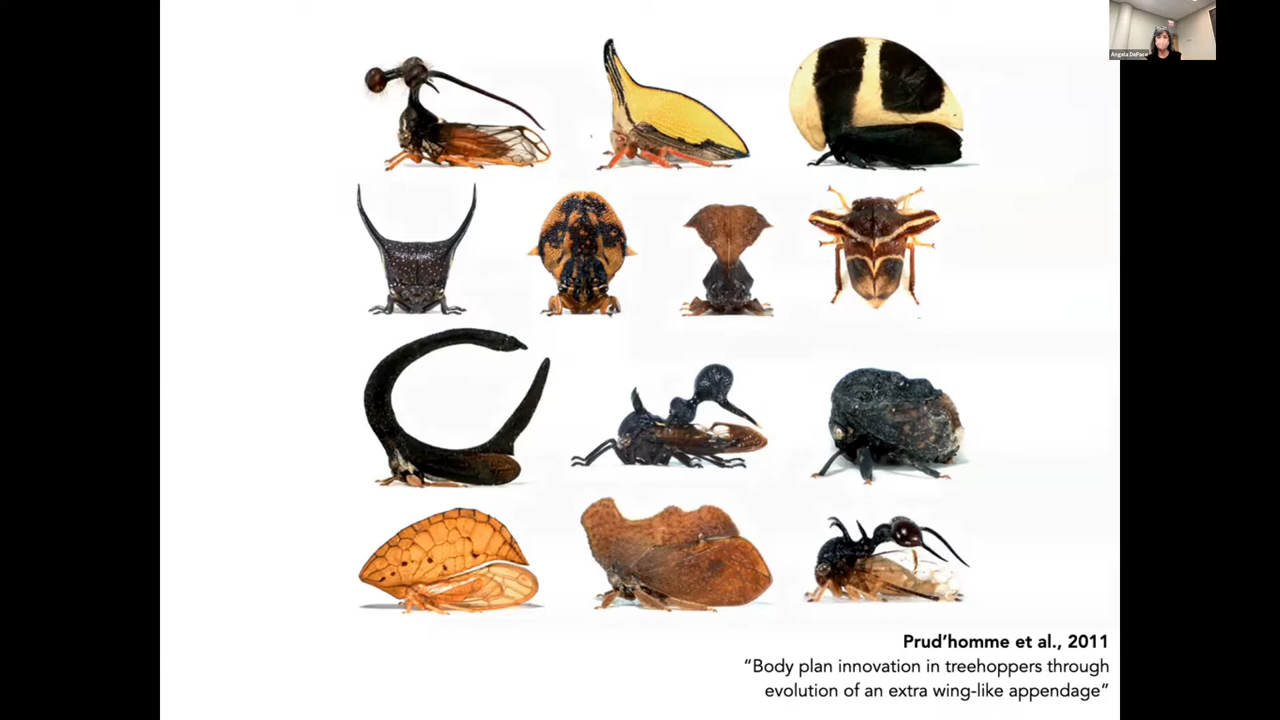 Angela DePace
Prud’homme et al., 2011
“Body plan innovation in treehoppers through
evolution of an extra wing-like appendage”